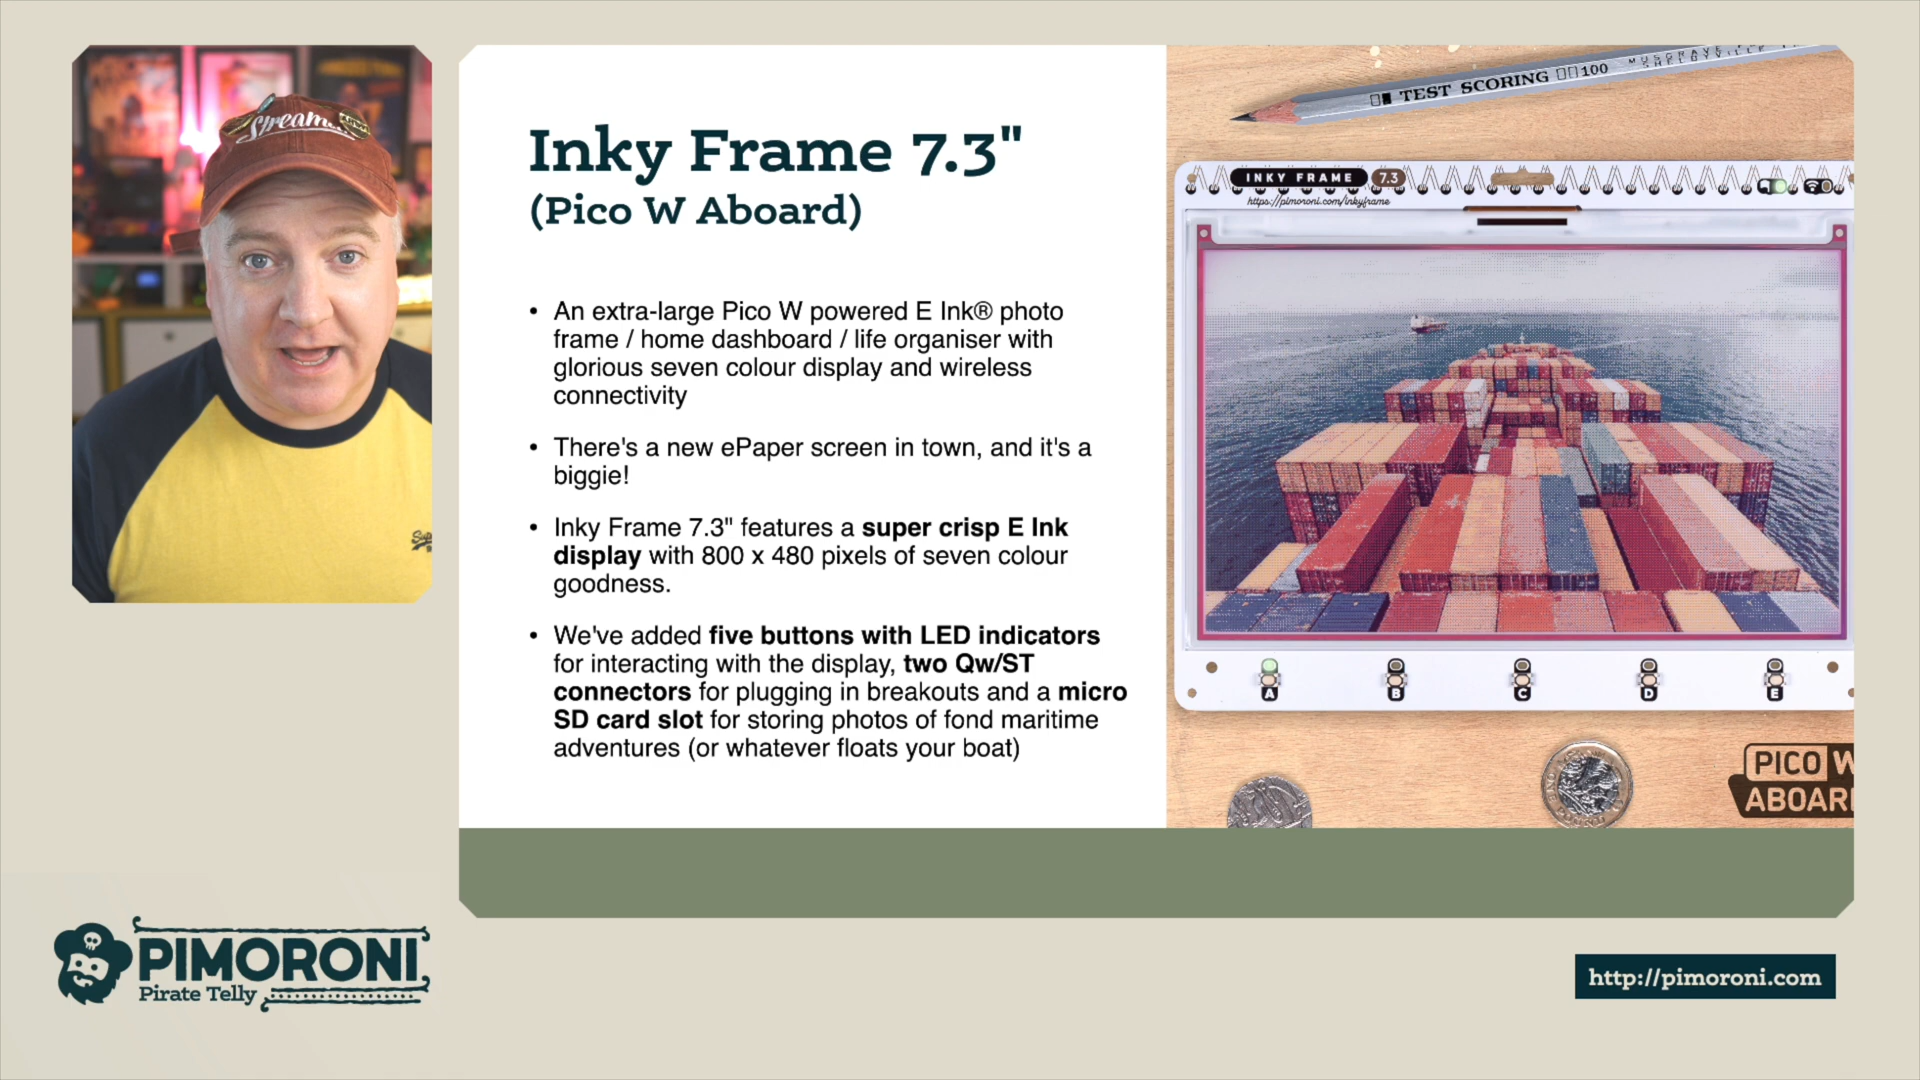 Stream
Inky Frame 7.3"
(Pico W Aboard)
• An extra-large Pico W powered E Ink® photo
frame / home dashboard / life organiser with
glorious seven colour display and wireless
connectivity
• There's a new ePaper screen in town, and it's a
biggie!
• Inky Frame 7.3" features a super crisp E Ink
display with 800 x 480 pixels of seven colour
goodness.
• We've added five buttons with LED indicators
for interacting with the display, two Qw/ST
connectors for plugging in breakouts and a micro
SD card slot for storing photos of fond maritime
adventures (or whatever floats your boat)
TEST SCORING 100
INKY FRAME 7.3
https://pimoroni.com/inkyframe
A B C D E
PICO W
ABOAR
PIMORONI
Pirate Telly
http://pimoroni.com